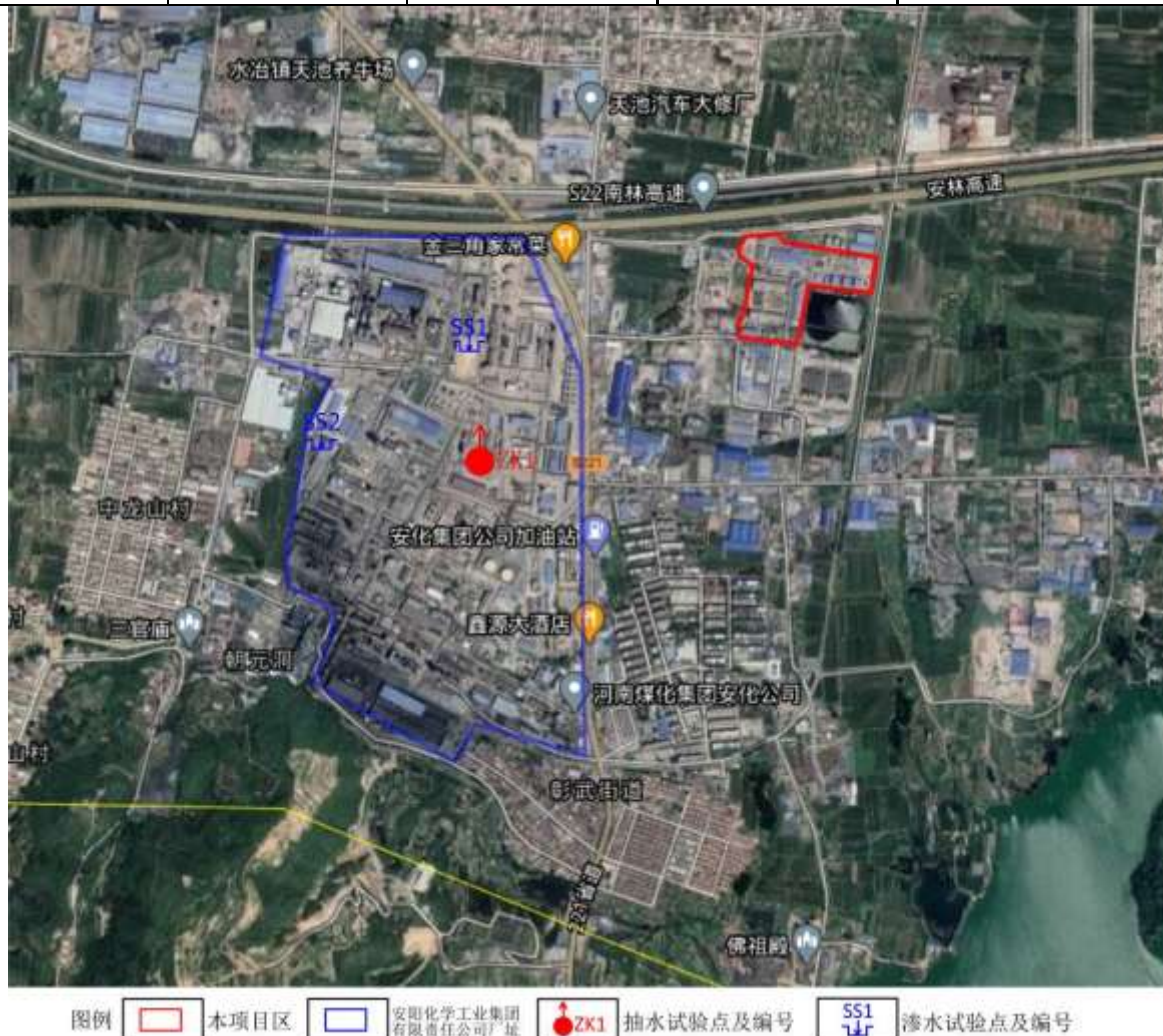 水冶镇天池养牛场
天池汽车大修厂
S22南林高速
安林高速
金三角家常菜
SS1
SS2
ZK1
中龙山村
安化集团公司加油站
鑫源大酒店
三官庙
朝元洞
河南煤化集团安化公司
村
山村
彰武街道
佛祖殿
图例
本项目区
安阳化学工业集团
有限责任公司厂址
ZK1
抽水试验点及编号
SS1
渗水试验点及编号